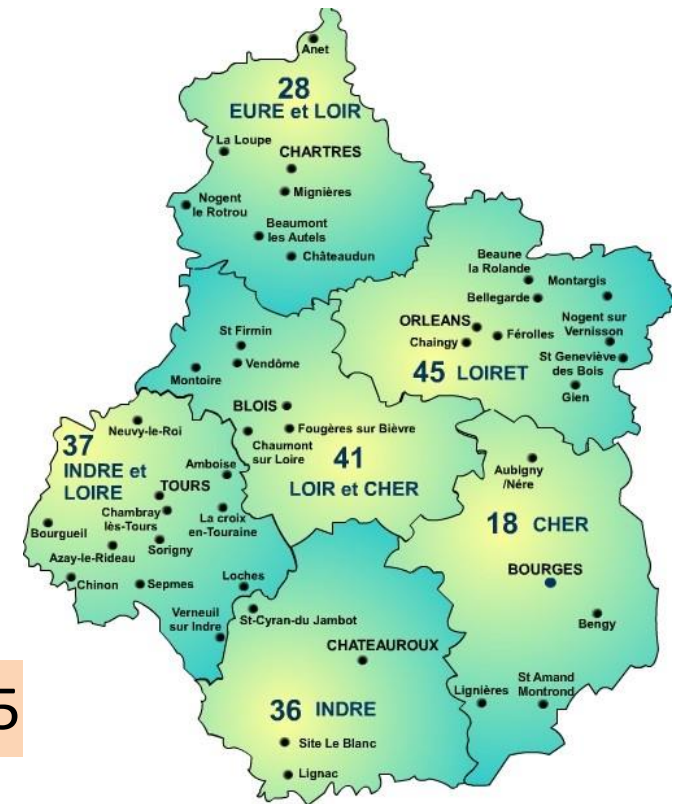 Anet
28
EURE et LOIR
La Loupe
CHARTRES
Mignières
Nogent
le Rotrou
Beaumont
les Autels
Châteaudun
Beaune
la Rolande
Montargis
Bellegarde
Nogent sur
Vernisson
ORLEANS
Férolles
Chaingy
St Geneviève
des Bois
45 LOIRET
Gien
St Firmin
Vendôme
Montoire
BLOIS
Fougères sur Bièvre
Chaumont
sur Loire
41
LOIR et CHER
Neuvy-le-Roi
37
INDRE et
LOIRE
Amboise
TOURS
Chambray
lès-Tours
La croix
en-Touraine
Bourgueil
Sorigny
Azay-le-Rideau
Chinon
Sepmes
Loches
Verneuil
sur Indre
Aubigny
/Nére
18 CHER
BOURGES
Bengy
St Amand
Montrond
Lignières
St-Cyran-du Jambot
CHATEAUROUX
36 INDRE
Site Le Blanc
Lignac
5